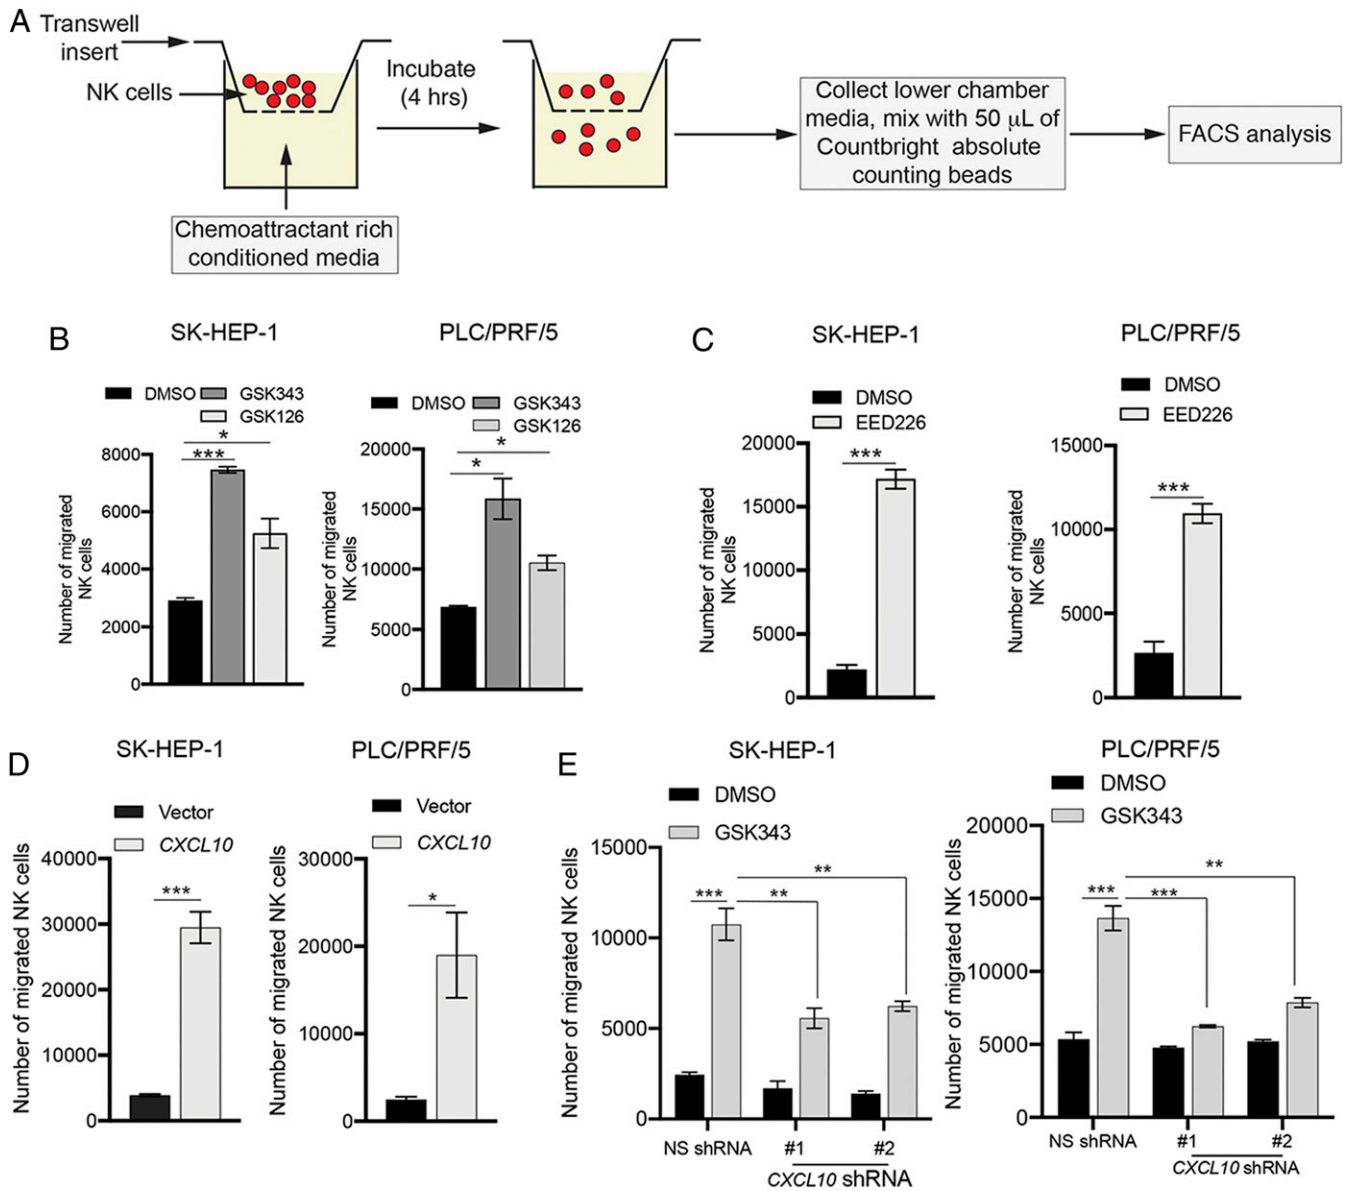 A
Transwell
insert
NK cells
Incubate
(4 hrs)
Chemoattractant rich
conditioned media
Collect lower chamber
media, mix with 50 μL of
Countbright absolute
counting beads
FACS analysis
B
SK-HEP-1
DMSO GSK343
GSK126
Number of migrated
NK cells
8000
6000
4000
2000
0
***
*
PLC/PRF/5
DMSO GSK343
GSK126
Number of migrated
NK cells
20000
15000
10000
5000
0
*
*
C
SK-HEP-1
DMSO
EED226
Number of migrated
NK cells
20000
15000
10000
5000
0
***
PLC/PRF/5
DMSO
EED226
Number of migrated
NK cells
15000
10000
5000
0
***
D
SK-HEP-1
Vector
CXCL10
Number of migrated NK cells
40000
30000
20000
10000
0
***
PLC/PRF/5
Vector
CXCL10
Number of migrated NK cells
30000
20000
10000
0
*
E
SK-HEP-1
DMSO
GSK343
Number of migrated NK cells
15000
10000
5000
0
***
**
**
NS shRNA #1 #2
CXCL10 shRNA
PLC/PRF/5
DMSO
GSK343
Number of migrated NK cells
20000
15000
10000
5000
0
***
***
**
NS shRNA #1 #2
CXCL10 shRNA